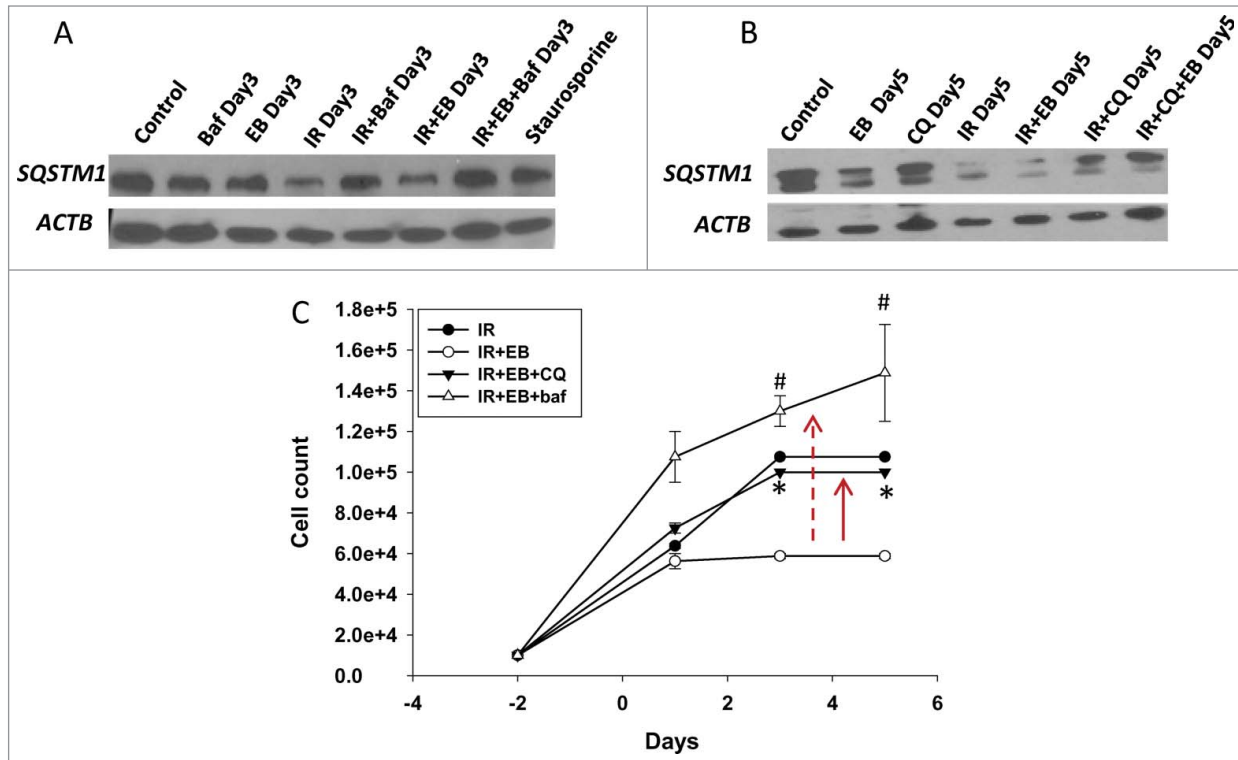 A
Control
Baf Day3
EB Day3
IR Day3
IR+Baf Day3
IR+EB Day3
IR+EB+Baf Day3
Staurosporine
SQSTM1
ACTB
B
Control
EB Day5
CQ Day5
IR Day5
IR+EB Day5
IR+CQ Day5
IR+CQ+EB Day5
SQSTM1
ACTB
C
1.8e+5
1.6e+5
1.4e+5
1.2e+5
1.0e+5
8.0e+4
6.0e+4
4.0e+4
2.0e+4
0.0
Cell count
IR
IR+EB
IR+EB+CQ
IR+EB+baf
#
#
*
*
-4
-2
0
2
4
6
Days